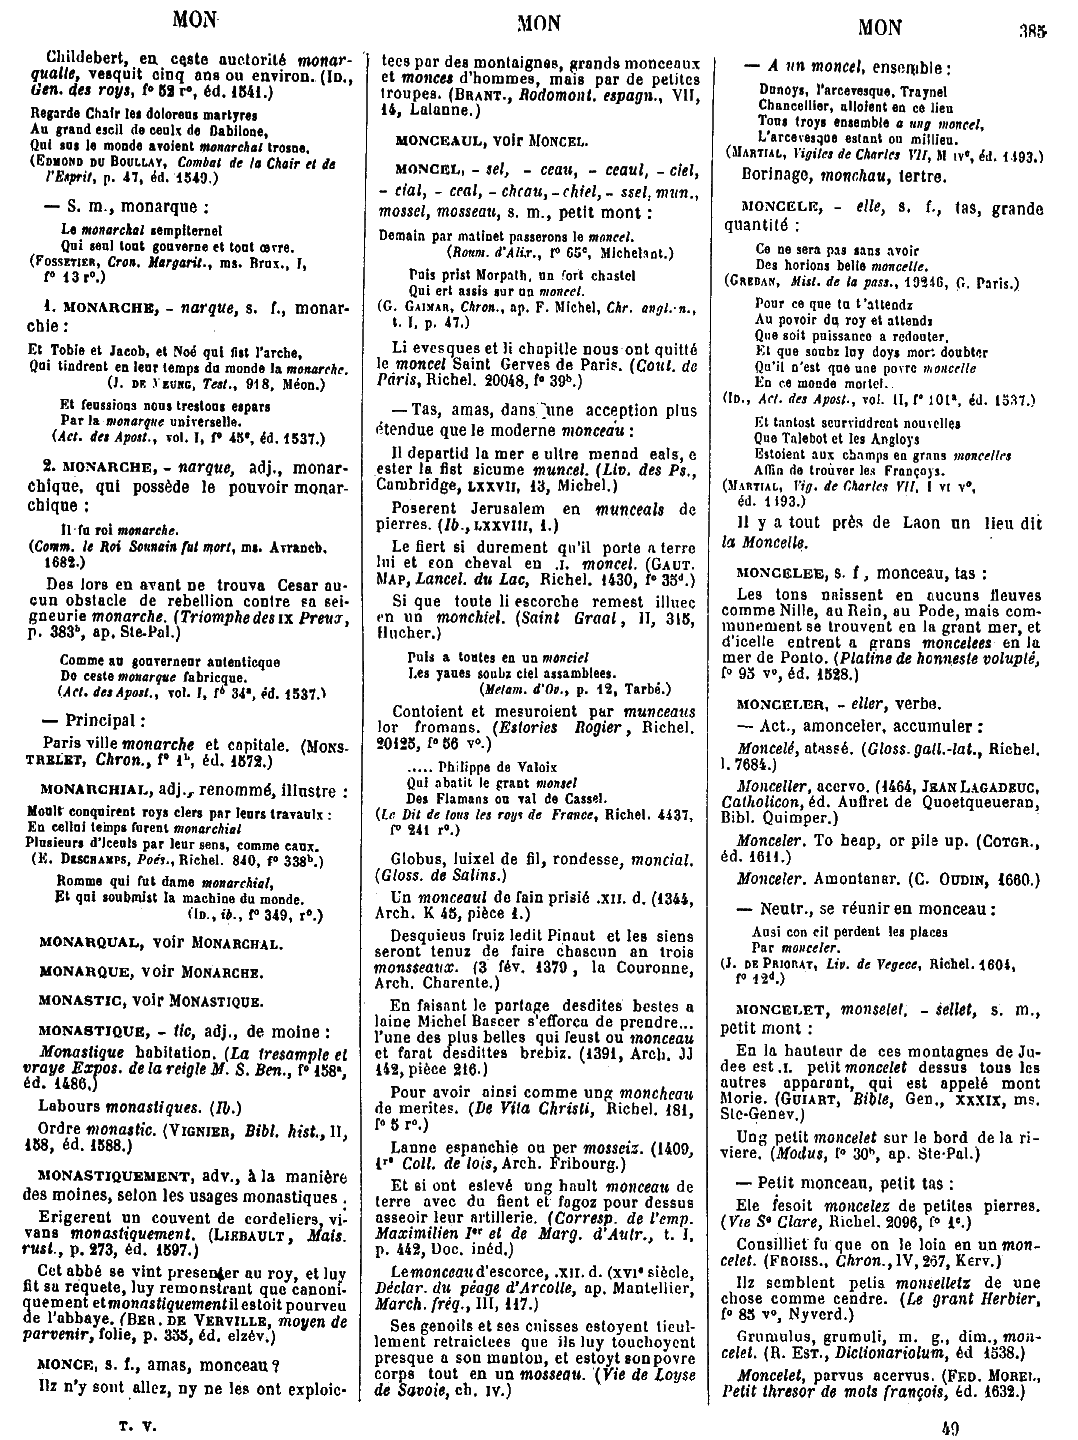 MON
MON
MON
385
Childebert, en ceste auctorité monar-
qualle, vesquit cinq ans ou environ. (ID.,
Gen. des roys, f° 52 r°, éd. 1541.)
Regarde Chair les doloreus martyres
Au grand escil de ceulx de Babilone,
Qui sus le monde avoient monarchal trosne.
(EDMOND DU BOULLAY, Combat de la Chair et de
l'Esprit, p. 47, éd. 1549.)
— S. m., monarque :
Le monarchal sempiternel
Qui seul tout gouverne et tout œvre.
(FOSSETIER, Cron. Margarit., ms. Brux., I,
f° 13 r°.)
1. MONARCHE, - narque, s. f., monar-
chie :
Et Tobie et Jacob, et Noé qui fist l'arche,
Qui tindrent en leur temps du monde la monarche.
(J. DE MEUNG, Test., 918, Méon.)
Et feussions nous trestous espars
Par la monarque universelle.
(Act. des Apost., vol. I, f° 45ᵉ, éd. 1537.)
2. MONARCHE, - narque, adj., monar-
chique, qui possède le pouvoir monar-
chique :
Il fu roi monarche.
(Comm. le Roi Sounain fut mort, ms. Avranch.
1682.)
Des lors en avant ne trouva Cesar au-
cun obstacle de rebellion contre sa sei-
gneurie monarche. (Triomphe des IX Preux,
p. 383ᵇ, ap. Ste-Pal.)
Comme au gouverneur autenticque
De ceste monarque fabricque.
(Act. des Apost., vol. I, fᵇ 34ᵃ, éd. 1537.)
— Principal :
Paris ville monarche et capitale. (MONS-
TRELET, Chron., f° 1ᵇ, éd. 1572.)
MONARCHIAL, adj., renommé, illustre :
Moult conquirent roys clers par leurs travaulx :
En cellui temps furent monarchial
Plusieurs d'iceuls par leur sens, comme caux.
(E. DESCHAMPS, Poés., Richel. 840, f° 338ᵇ.)
Romme qui fut dame monarchial,
Et qui soubmist la machine du monde.
(ID., ib., f° 349, r°.)
MONARQUAL, voir MONARCHAL.
MONARQUE, voir MONARCHE.
MONASTIC, voir MONASTIQUE.
MONASTIQUE, - tic, adj., de moine :
Monastique habitation. (La tresample et
vraye Expos. de la reigle M. S. Ben., f° 158ᵃ,
éd. 1486.)
Labours monastiques. (Ib.)
Ordre monastic. (VIGNIER, Bibl. hist., II,
158, éd. 1588.)
MONASTIQUEMENT, adv., à la manière
des moines, selon les usages monastiques :
Erigerent un couvent de cordeliers, vi-
vans monastiquement. (LIEBAULT, Mais.
rust., p. 273, éd. 1597.)
Cet abbé se vint presenter au roy, et luy
fit sa requete, luy remonstrant que canoni-
quement et monastiquement il estoit pourveu
de l'abbaye. (BER. DE VERVILLE, moyen de
parvenir, folie, p. 355, éd. elzév.)
MONCE, s. f., amas, monceau ?
Ilz n'y sont allez, ny ne les ont exploic-
T. V.
tees par des montaignes, grands monceaux
et monces d'hommes, mais par de petites
troupes. (BRANT., Rodomont. espagn., VII,
14, Lalanne.)
MONCEAUL, voir MONCEL.
MONCEL, - sel, - ceau, - ceaul, - ciel,
- cial, - ceal, - cheau, - chiel, - ssel, mun.,
mossel, mosseau, s. m., petit mont :
Demain par matinet passerons le moncel.
(Roum. d'Alix., f° 65ᶜ, Michelant.)
Puis prist Morpath, un fort chastel
Qui ert assis sur un moncel.
(G. GAIMAR, Chron., ap. F. Michel, Chr. angl.-n.,
t. I, p. 47.)
Li evesques et li chapille nous ont quitté
le moncel Saint Gerves de Paris. (Cout. de
Paris, Richel. 20048, f° 39ᵇ.)
— Tas, amas, dans une acception plus
étendue que le moderne monceau :
Il departid la mer e ultre menad eals, e
ester la fist sicume muncel. (Liv. des Ps.,
Cambridge, LXXVII, 13, Michel.)
Poserent Jerusalem en munceals de
pierres. (Ib., LXXVIII, 1.)
Le fiert si durement qu'il porte a terre
lui et son cheval en .I. moncel. (GAUT.
MAP, Lancel. du Lac, Richel. 1430, f° 35ᵈ.)
Si que toute li escorche remest illuec
en un monchiel. (Saint Graal, II, 315,
Hucher.)
Puis a toutes en un monciel
Les yaues soubz ciel assamblees.
(Metam. d'Ov., p. 12, Tarbé.)
Contoient et mesuroient par munceaus
lor fromans. (Estories Rogier, Richel.
20125, f° 56 v°.)
..... Philippe de Valoix
Qui abatit le grant monsel
Des Flamans ou val de Cassel.
(Le Dit de tous les roys de France, Richel. 4437,
f° 241 r°.)
Globus, luixel de fil, rondesse, moncial.
(Gloss. de Salins.)
Un monceaul de fain prisié .XII. d. (1344,
Arch. K 45, pièce 1.)
Desquieus fruiz ledit Pinaut et les siens
seront tenuz de faire chascun an trois
monsseaux. (3 fév. 1379, la Couronne,
Arch. Charente.)
En faisant le partage desdites bestes a
laine Michel Bascer s'efforca de prendre...
l'une des plus belles qui feust ou monceau
et farat desdittes brebiz. (1391, Arch. JJ
142, pièce 216.)
Pour avoir ainsi comme ung moncheau
de merites. (De Vita Christi, Richel. 181,
f° 5 r°.)
Lanne espanchie ou per mosseiz. (1409,
1ʳᵉ Coll. de lois, Arch. Fribourg.)
Et si ont eslevé ung hault monceau de
terre avec du fient et fagoz pour dessus
asseoir leur artillerie. (Corresp. de l'emp.
Maximilien Iᵉʳ et de Marg. d'Autr., t. I,
p. 442, Doc. inéd.)
Le monceau d'escorce, .XII. d. (XVIᵉ siècle,
Déclar. du péage d'Arcolle, ap. Mantellier,
March. fréq., III, 117.)
Ses genoils et ses cuisses estoyent ticul-
lement retraictees que ils luy touchoyent
presque a son manton, et estoyt son povre
corps tout en un mosseau. (Vie de Loyse
de Savoie, ch. IV.)
— A un moncel, ensemble :
Dunoys, l'arcevesque, Traynel
Chancellier, alloient en ce lieu
Tous troys ensemble a ung moncel,
L'arcevesque estant ou millieu.
(MARTIAL, Vigiles de Charles VII, M IVᵉ, éd. 1493.)
Borinage, monchau, tertre.
MONCELE, - elle, s. f., tas, grande
quantité :
Ce ne sera pas sans avoir
Des horions belle moncelle.
(GREBAN, Mist. de la pass., 19246, G. Paris.)
Pour ce que tu t'attendz
Au povoir du roy et attends
Que soit puissance a redouter,
Et que soubz luy doys mort doubter
Qu'il n'est que une povre moncelle
En ce monde mortel.
(ID., Act. des Apost., vol. II, f° 101ᵃ, éd. 1537.)
Et tantost seurvindrent nouvelles
Que Talebot et les Angloys
Estoient aux champs en grans moncelles
Affin de trouver les Françoys.
(MARTIAL, Vig. de Charles VII, I VI v°,
éd. 1493.)
Il y a tout près de Laon un lieu dit
la Moncelle.
MONCELEE, s. f., monceau, tas :
Les tons naissent en aucuns fleuves
comme Nille, au Rein, au Pode, mais com-
munement se trouvent en la grant mer, et
d'icelle entrent a grans moncelees en la
mer de Ponto. (Platine de honneste volupté,
f° 95 v°, éd. 1528.)
MONCELER, - eller, verbe.
— Act., amonceler, accumuler :
Moncelé, atassé. (Gloss. gall.-lat., Richel.
l. 7684.)
Monceller, acervo. (1464, JEAN LAGADEUC,
Catholicon, éd. Auffret de Quoetqueueran,
Bibl. Quimper.)
Monceler. To heap, or pile up. (COTGR.,
éd. 1611.)
Monceler. Amontonar. (C. OUDIN, 1660.)
— Neutr., se réunir en monceau :
Ausi con cil perdent les places
Par monceler.
(J. DE PRIORAT, Liv. de Vegece, Richel. 1604,
f° 12ᵈ.)
MONCELET, monselet, - sellet, s. m.,
petit mont :
En la hauteur de ces montagnes de Ju-
dee est .I. petit moncelet dessus tous les
autres apparant, qui est appelé mont
Morie. (GUIART, Bible, Gen., XXXIX, ms.
Ste-Genev.)
Ung petit moncelet sur le bord de la ri-
viere. (Modus, f° 30ᵇ, ap. Ste-Pal.)
— Petit monceau, petit tas :
Ele fesoit moncelez de petites pierres.
(Vie Sᵉ Clare, Richel. 2096, f° 1ᶜ.)
Consilliet fu que on le loia en un mon-
celet. (FROISS., Chron., IV, 267, Kerv.)
Ilz semblent petis monselletz de une
chose comme cendre. (Le grant Herbier,
f° 85 v°, Nyverd.)
Grumulus, grumuli, m. g., dim., mon-
celet. (R. EST., Dictionariolum, éd 1538.)
Moncelet, parvus acervus. (FED. MOREL,
Petit thresor de mots françois, éd. 1632.)
49